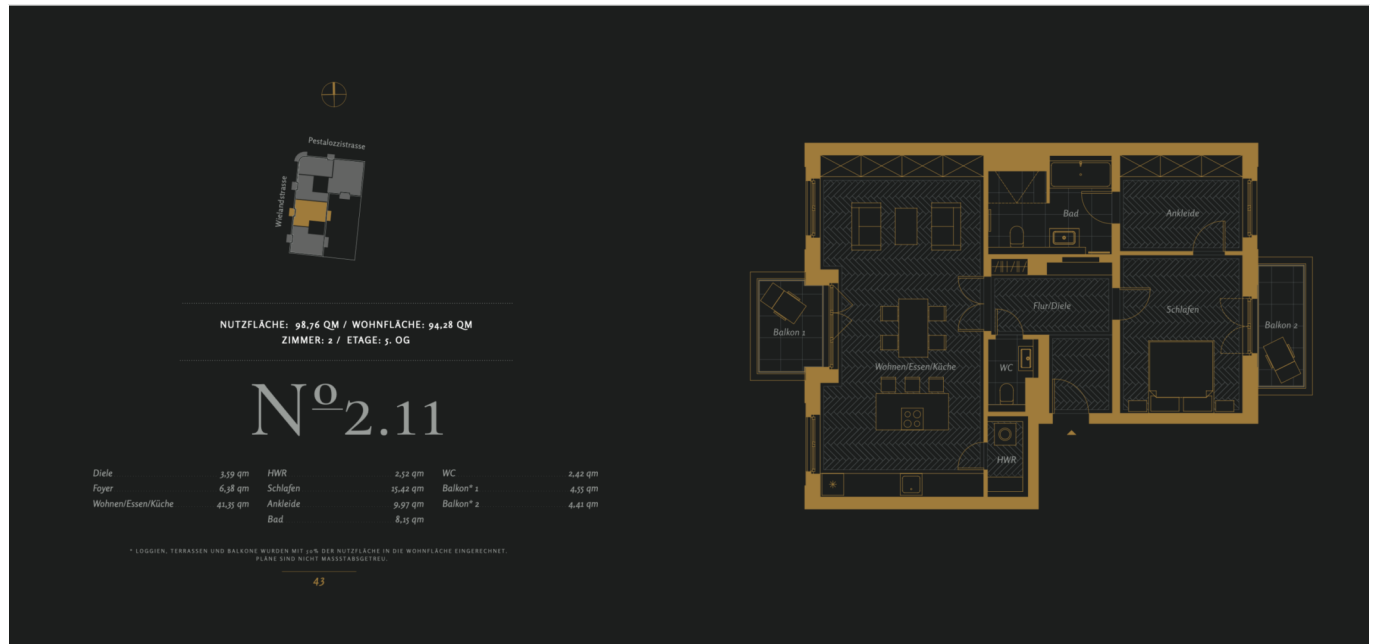 Pestalozzistrasse
Wielandstrasse
NUTZFLÄCHE: 98,76 QM / WOHNFLÄCHE: 94,28 QM
ZIMMER: 2 / ETAGE: 5. OG
Nº2.11
Diele 3,59 qm HWR 2,52 qm WC 2,42 qm
Foyer 6,38 qm Schlafen 15,42 qm Balkon* 1 4,55 qm
Wohnen/Essen/Küche 41,35 qm Ankleide 9,97 qm Balkon* 2 4,41 qm
Bad 8,15 qm
* LOGGIEN, TERRASSEN UND BALKONE WURDEN MIT 50% DER NUTZFLÄCHE IN DIE WOHNFLÄCHE EINGERECHNET.
PLÄNE SIND NICHT MASSSTABSGETREU.
43
Bad
Ankleide
Flur/Diele
Schlafen
Balkon 1
Balkon 2
Wohnen/Essen/Küche
WC
HWR